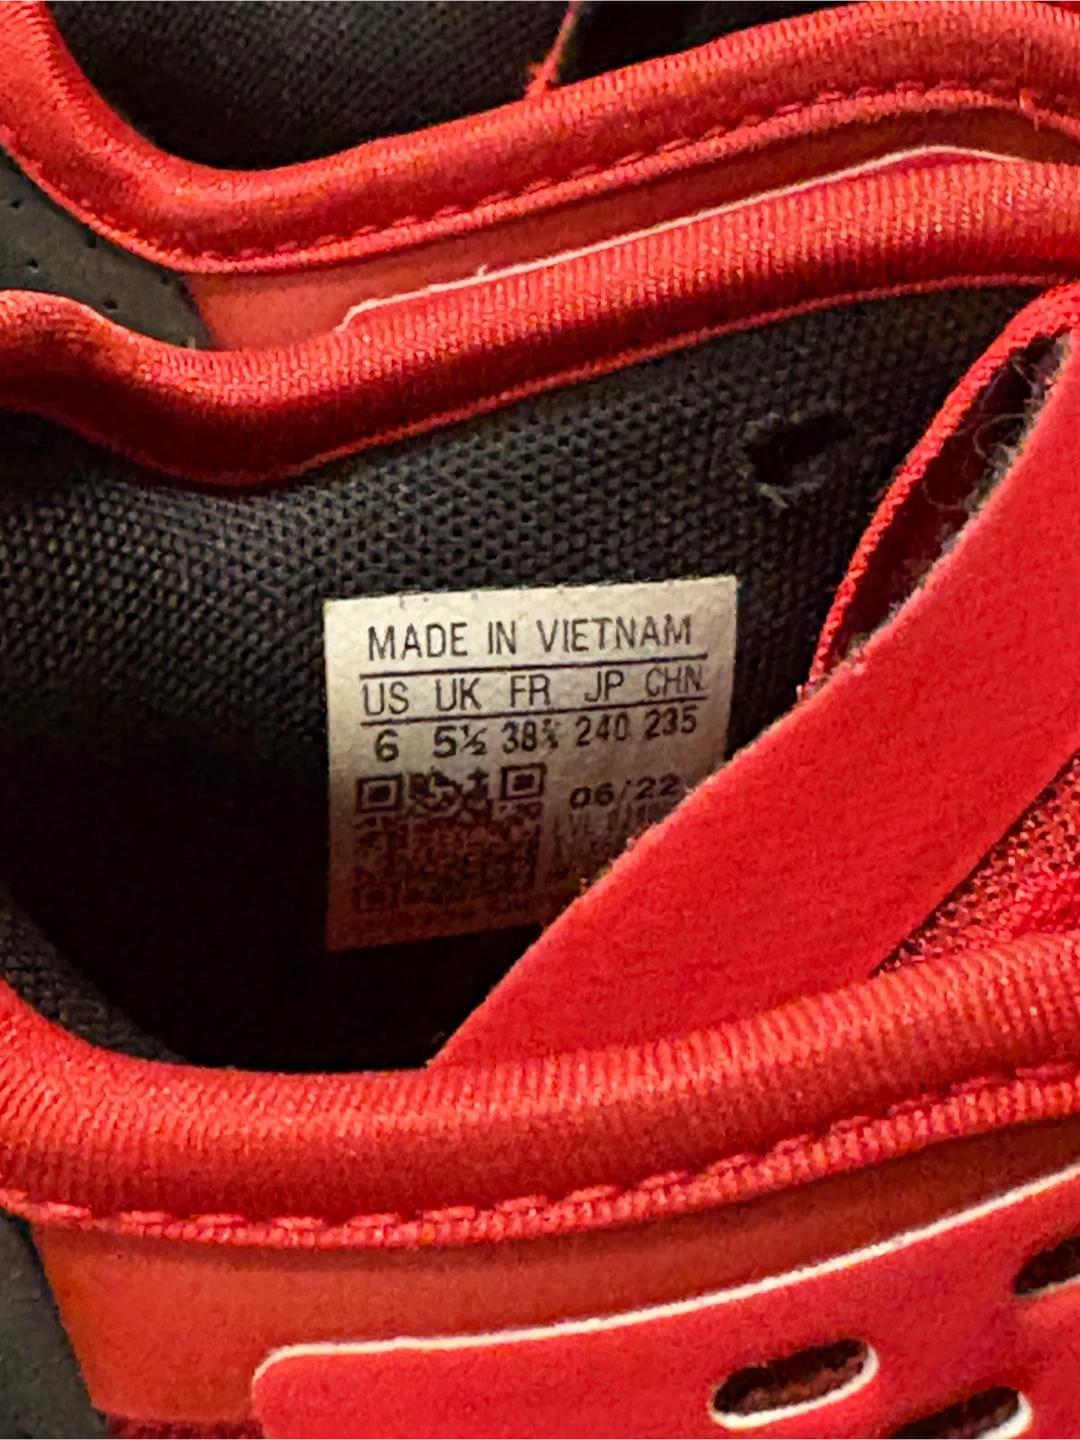 MADE IN VIETNAM
US UK FR JP CHN
6 5½ 38⅔ 240 235
06/22